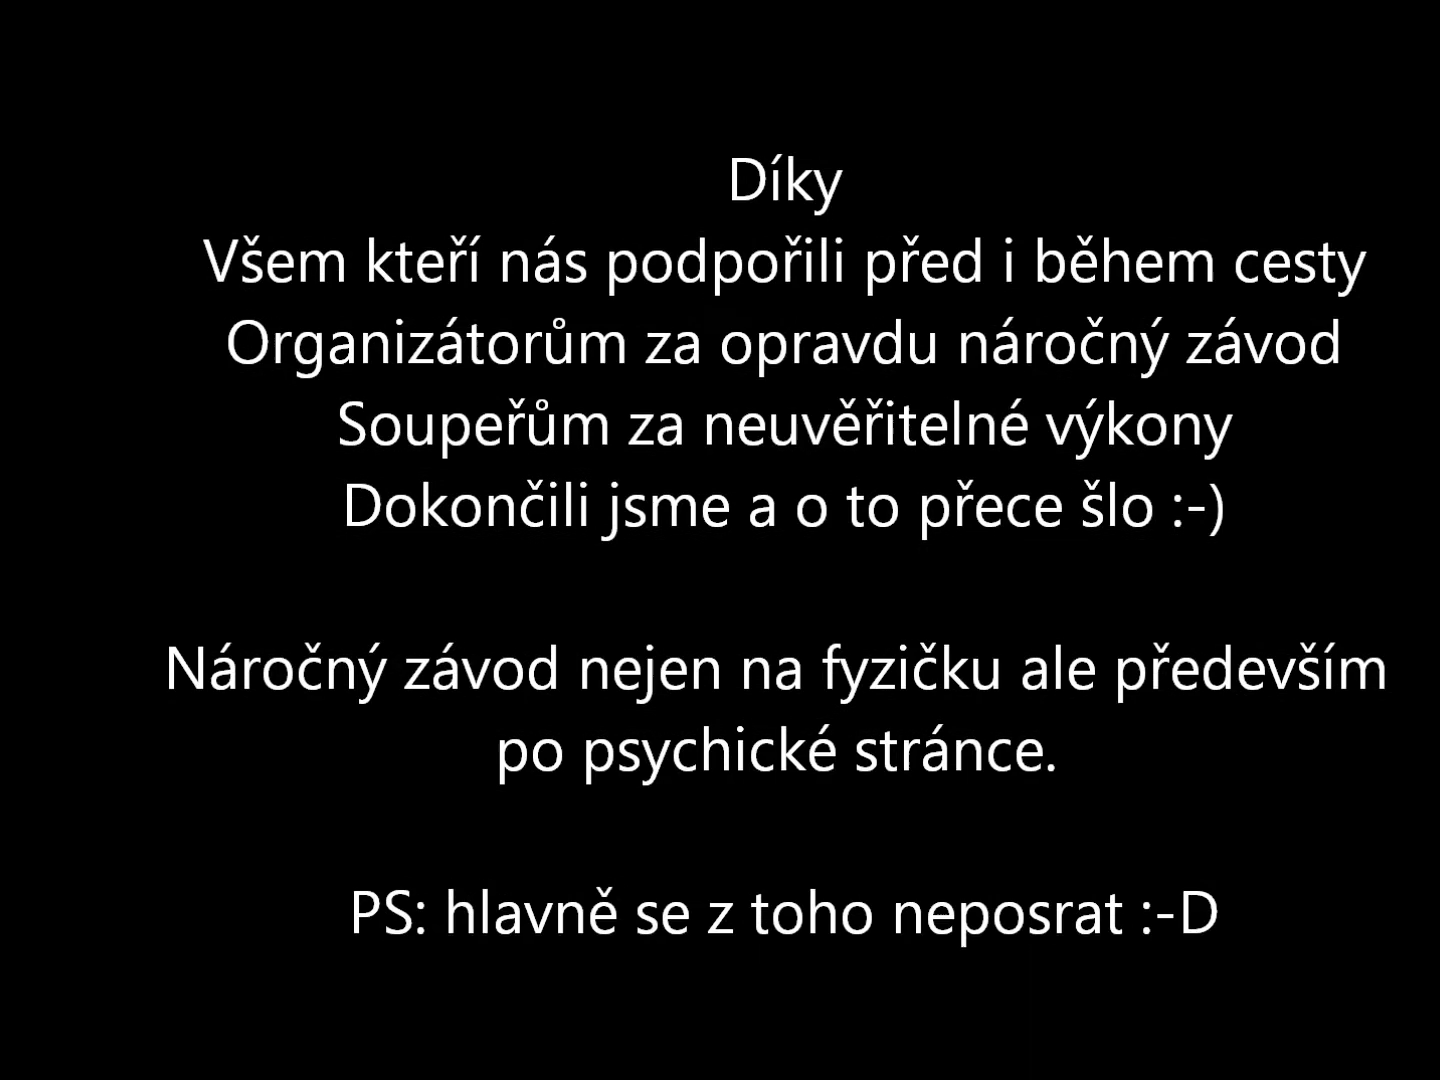 Díky
Všem kteří nás podpořili před i během cesty
Organizátorům za opravdu náročný závod
Soupeřům za neuvěřitelné výkony
Dokončili jsme a o to přece šlo :-)
Náročný závod nejen na fyzičku ale především
po psychické stránce.
PS: hlavně se z toho neposrat :-D